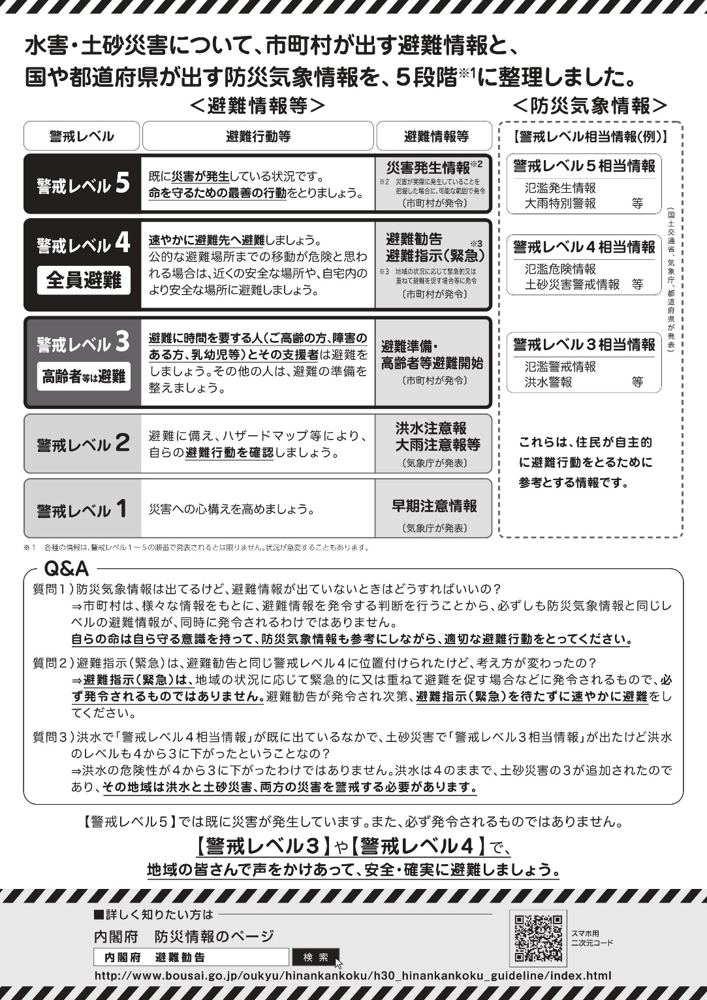 水害・土砂災害について、市町村が出す避難情報と、
国や都道府県が出す防災気象情報を、５段階※1に整理しました。
＜避難情報等＞
＜防災気象情報＞
警戒レベル
避難行動等
避難情報等
警戒レベル 5
既に災害が発生している状況です。
命を守るための最善の行動をとりましょう。
災害発生情報※2
※2　災害が実際に発生していることを
把握した場合に、可能な範囲で発令
〔市町村が発令〕
警戒レベル 4
全員避難
速やかに避難先へ避難しましょう。
公的な避難場所までの移動が危険と思わ
れる場合は、近くの安全な場所や、自宅内の
より安全な場所に避難しましょう。
避難勧告
避難指示（緊急）※3
※3　地域の状況に応じて緊急的又は
重ねて避難を促す場合等に発令
〔市町村が発令〕
警戒レベル 3
高齢者等は避難
避難に時間を要する人（ご高齢の方、障害の
ある方、乳幼児等）とその支援者は避難を
しましょう。その他の人は、避難の準備を
整えましょう。
避難準備・
高齢者等避難開始
〔市町村が発令〕
警戒レベル 2
避難に備え、ハザードマップ等により、
自らの避難行動を確認しましょう。
洪水注意報
大雨注意報等
〔気象庁が発表〕
警戒レベル 1
災害への心構えを高めましょう。
早期注意情報
〔気象庁が発表〕
【警戒レベル相当情報（例）】
警戒レベル５相当情報
氾濫発生情報
大雨特別警報　　　等
警戒レベル４相当情報
氾濫危険情報
土砂災害警戒情報　等
警戒レベル３相当情報
氾濫警戒情報
洪水警報　　　　　等
（国土交通省、気象庁、都道府県が発表）
これらは、住民が自主的
に避難行動をとるために
参考とする情報です。
※１　各種の情報は、警戒レベル１～５の順番で発表されるとは限りません。状況が急変することもあります。
Q&A
質問１）防災気象情報は出てるけど、避難情報が出ていないときはどうすればいいの？
⇒市町村は、様々な情報をもとに、避難情報を発令する判断を行うことから、必ずしも防災気象情報と同じレ
ベルの避難情報が、同時に発令されるわけではありません。
自らの命は自ら守る意識を持って、防災気象情報も参考にしながら、適切な避難行動をとってください。
質問２）避難指示（緊急）は、避難勧告と同じ警戒レベル４に位置付けられたけど、考え方が変わったの？
⇒避難指示（緊急）は、地域の状況に応じて緊急的に又は重ねて避難を促す場合などに発令されるもので、必
ず発令されるものではありません。避難勧告が発令され次第、避難指示（緊急）を待たずに速やかに避難をし
てください。
質問３）洪水で「警戒レベル４相当情報」が既に出ているなかで、土砂災害で「警戒レベル３相当情報」が出たけど洪水
のレベルも４から３に下がったということなの？
⇒洪水の危険性が４から３に下がったわけではありません。洪水は４のままで、土砂災害の３が追加されたので
あり、その地域は洪水と土砂災害、両方の災害を警戒する必要があります。
【警戒レベル５】では既に災害が発生しています。また、必ず発令されるものではありません。
【警戒レベル３】や【警戒レベル４】で、
地域の皆さんで声をかけあって、安全・確実に避難しましょう。
■詳しく知りたい方は
内閣府　防災情報のページ
内閣府　避難勧告
検 索
http://www.bousai.go.jp/oukyu/hinankankoku/h30_hinankankoku_guideline/index.html
スマホ用
二次元コード